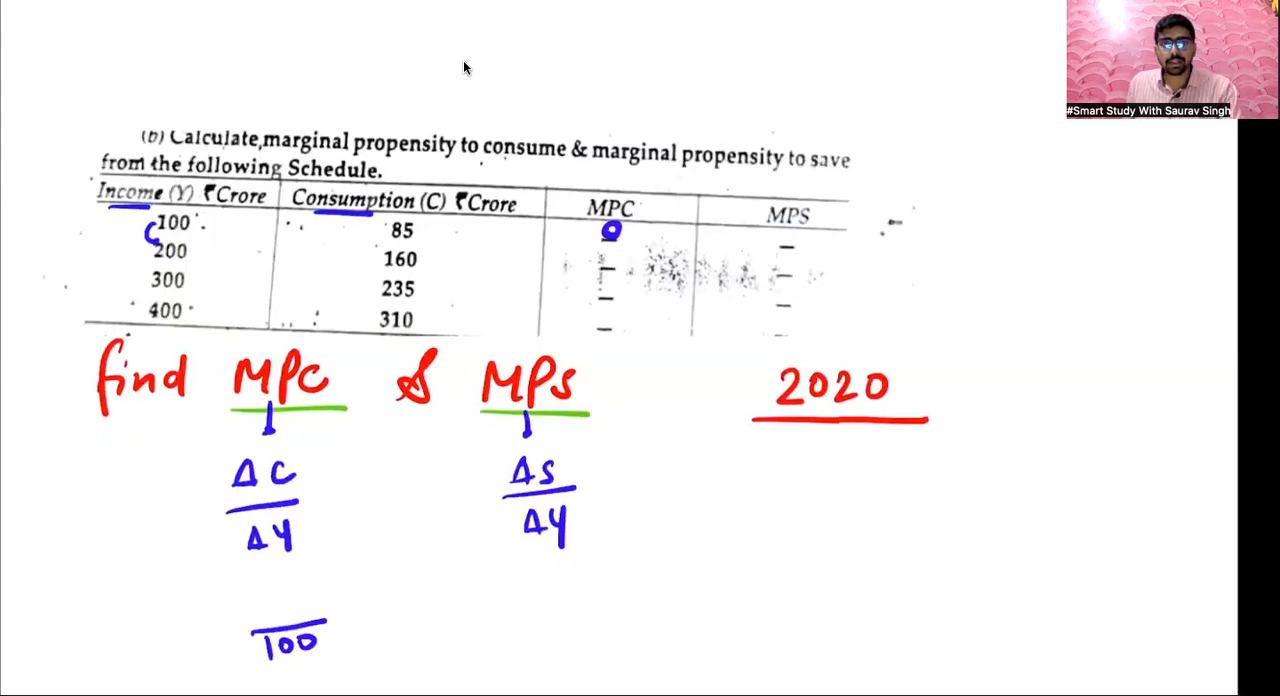 #Smart Study With Saurav Singh
(b) Calculate marginal propensity to consume & marginal propensity to save
from the following Schedule.
Income (Y) ₹Crore Consumption (C) ₹Crore MPC MPS
100 85 –
200 160 – –
300 235 – –
400 310 – –
find MPC & MPS 2020
ΔC ΔS
ΔY ΔY
100